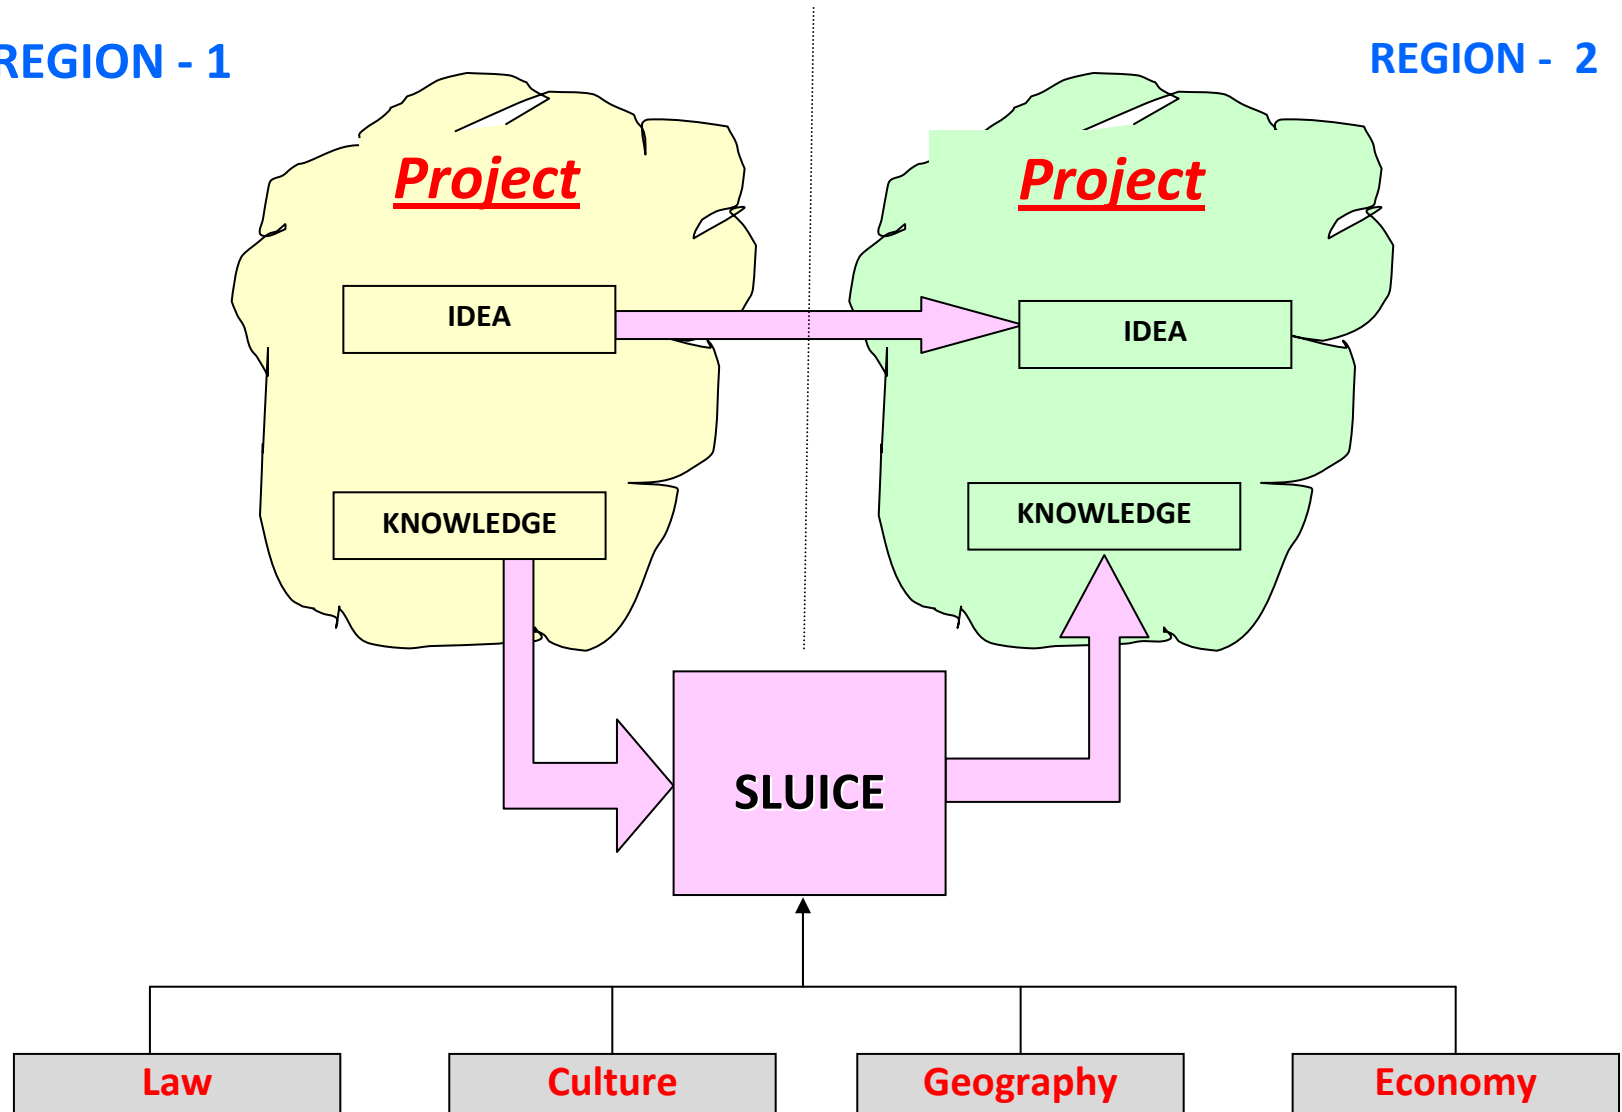 REGION - 1
REGION - 2
Project
Project
IDEA
IDEA
KNOWLEDGE
KNOWLEDGE
SLUICE
Law
Culture
Geography
Economy